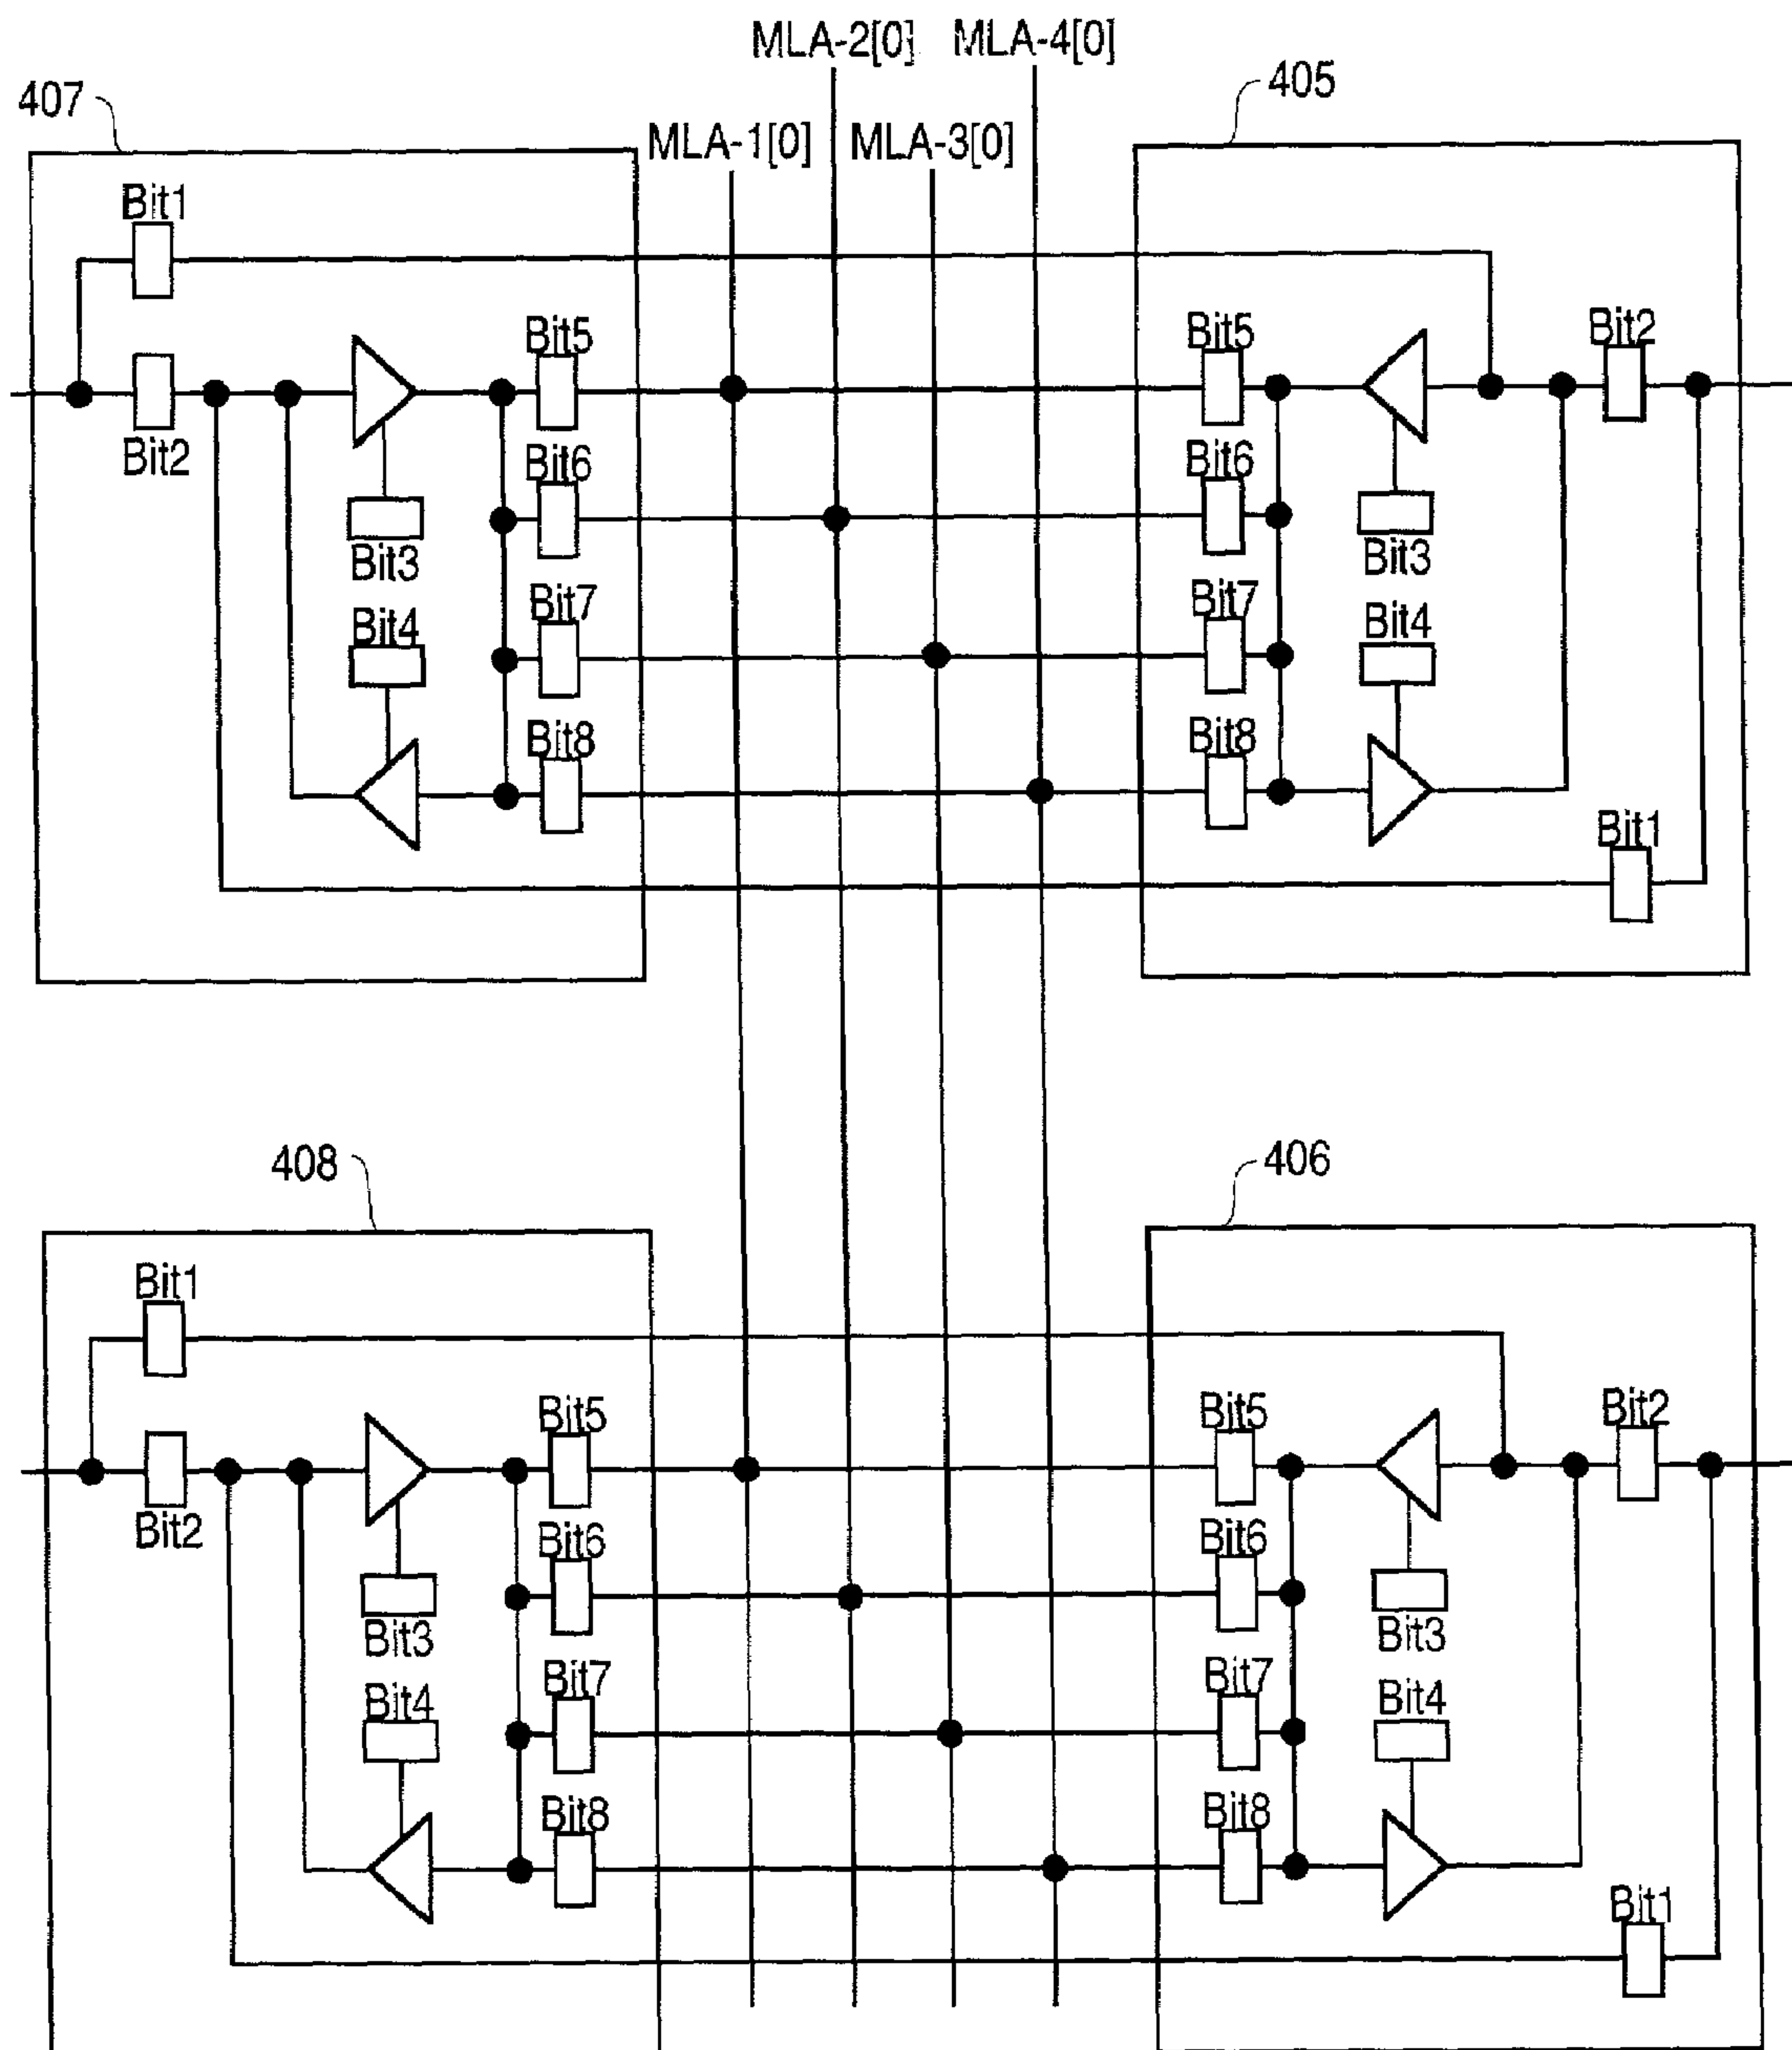 MLA-2[0] MLA-4[0]
407
405
MLA-1[0] MLA-3[0]
Bit1
Bit5
Bit5
Bit2
Bit2
Bit6
Bit6
Bit3
Bit3
Bit7
Bit7
Bit4
Bit4
Bit8
Bit8
Bit1
408
406
Bit1
Bit5
Bit5
Bit2
Bit2
Bit6
Bit6
Bit3
Bit3
Bit7
Bit7
Bit4
Bit4
Bit8
Bit8
Bit1